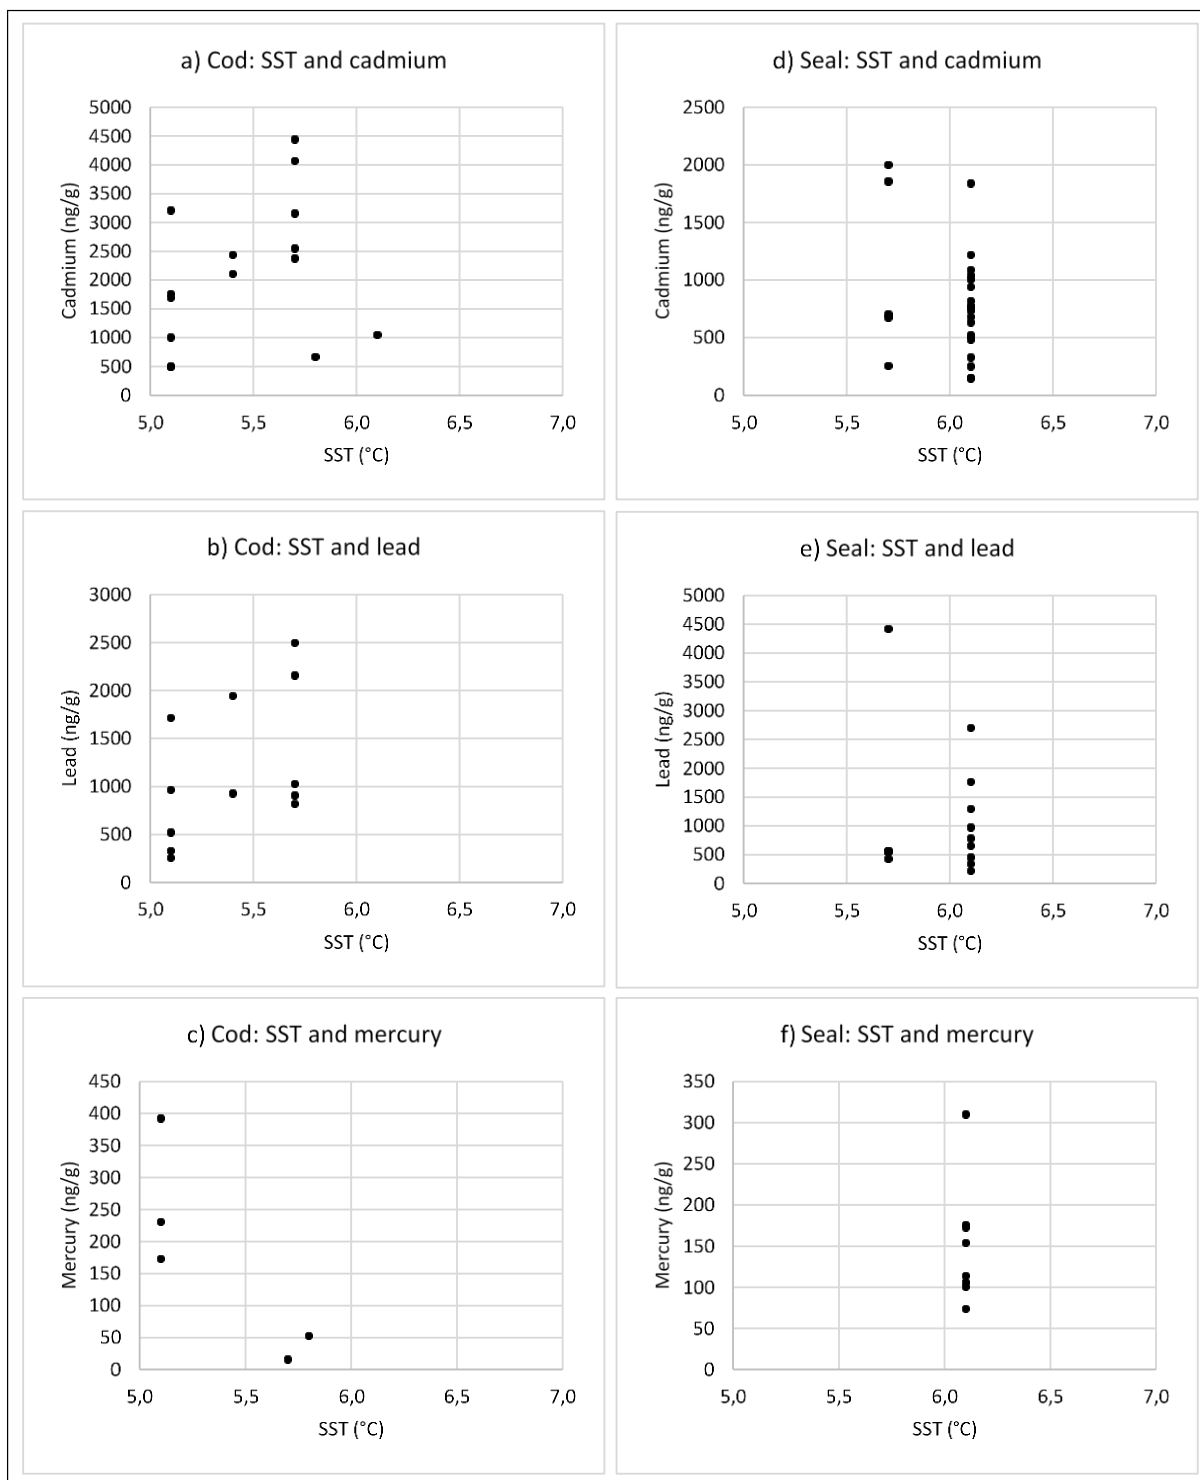 a) Cod: SST and cadmium
Cadmium (ng/g)
5000
4500
4000
3500
3000
2500
2000
1500
1000
500
0
5,0 5,5 6,0 6,5 7,0
SST (°C)
d) Seal: SST and cadmium
Cadmium (ng/g)
2500
2000
1500
1000
500
0
5,0 5,5 6,0 6,5 7,0
SST (°C)
b) Cod: SST and lead
Lead (ng/g)
3000
2500
2000
1500
1000
500
0
5,0 5,5 6,0 6,5 7,0
SST (°C)
e) Seal: SST and lead
Lead (ng/g)
5000
4500
4000
3500
3000
2500
2000
1500
1000
500
0
5,0 5,5 6,0 6,5 7,0
SST (°C)
c) Cod: SST and mercury
Mercury (ng/g)
450
400
350
300
250
200
150
100
50
0
5,0 5,5 6,0 6,5 7,0
SST (°C)
f) Seal: SST and mercury
Mercury (ng/g)
350
300
250
200
150
100
50
0
5,0 5,5 6,0 6,5 7,0
SST (°C)